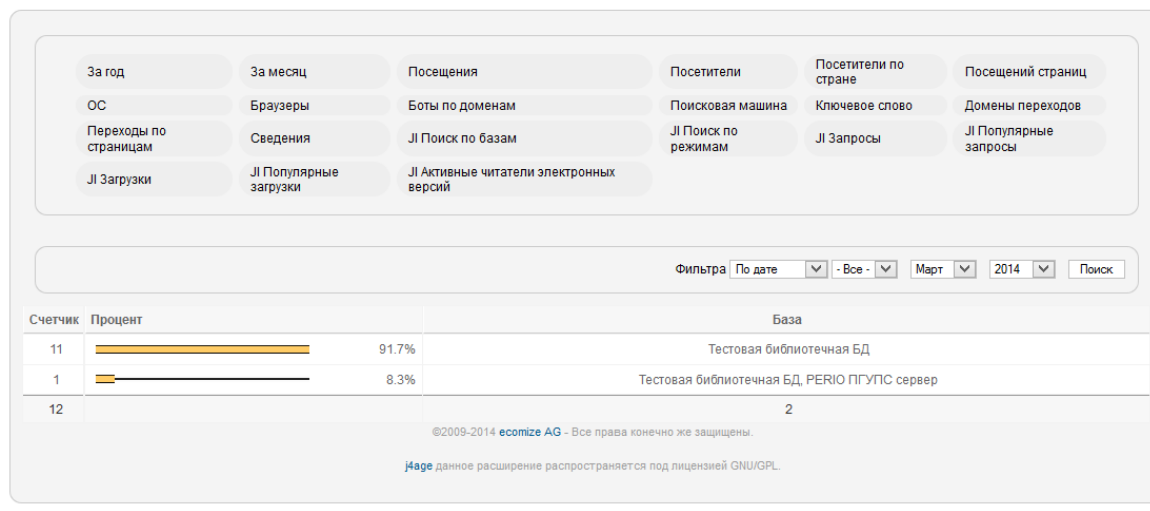 За год За месяц Посещения Посетители Посетители по стране Посещений страниц
ОС Браузеры Боты по доменам Поисковая машина Ключевое слово Домены переходов
Переходы по страницам Сведения JI Поиск по базам JI Поиск по режимам JI Запросы JI Популярные запросы
JI Загрузки JI Популярные загрузки JI Активные читатели электронных версий
Фильтра По дате - Все - Март 2014 Поиск
Счетчик Процент База
11 91.7% Тестовая библиотечная БД
1 8.3% Тестовая библиотечная БД, PERIO ПГУПС сервер
12 2
©2009-2014 ecomize AG - Все права конечно же защищены.
j4age данное расширение распространяется под лицензией GNU/GPL.